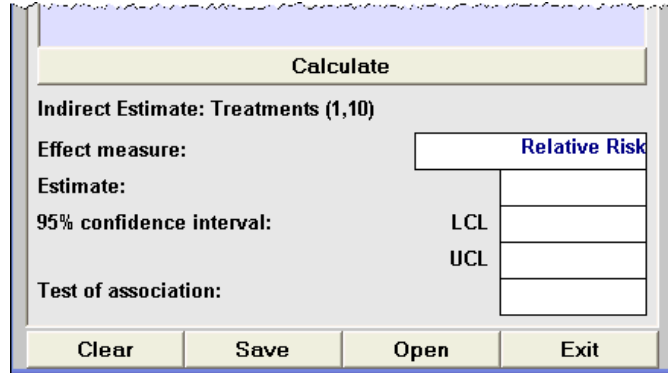 Calculate
Indirect Estimate: Treatments (1,10)
Effect measure: Relative Risk
Estimate:
95% confidence interval: LCL
UCL
Test of association:
Clear Save Open Exit